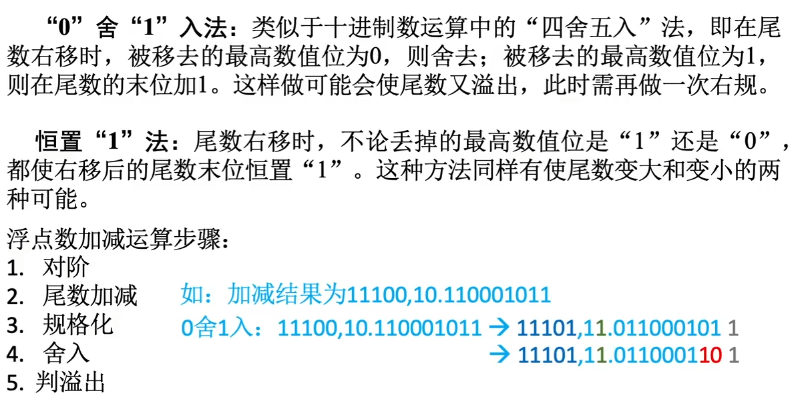 “0”舍“1”入法：类似于十进制数运算中的“四舍五入”法，即在尾
数右移时，被移去的最高数值位为0，则舍去；被移去的最高数值位为1，
则在尾数的末位加1。这样做可能会使尾数又溢出，此时需再做一次右规。
恒置“1”法：尾数右移时，不论丢掉的最高数值位是“1”还是“0”，
都使右移后的尾数末位恒置“1”。这种方法同样有使尾数变大和变小的两
种可能。
浮点数加减运算步骤：
1. 对阶
2. 尾数加减 如：加减结果为11100,10.110001011
3. 规格化 0舍1入：11100,10.110001011 → 11101,11.011000101 1
4. 舍入 → 11101,11.011000110 1
5. 判溢出